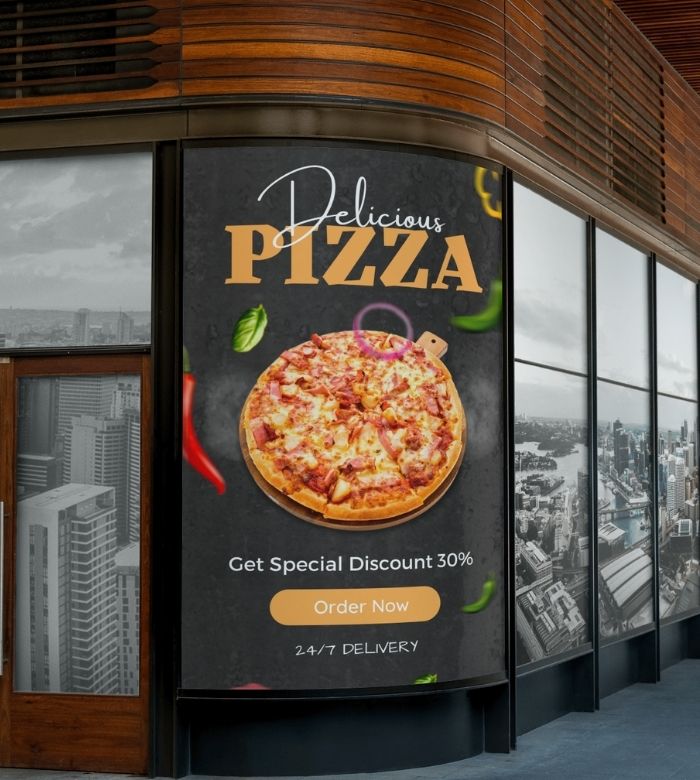 Delicious
PIZZA
Get Special Discount 30%
Order Now
24/7 DELIVERY